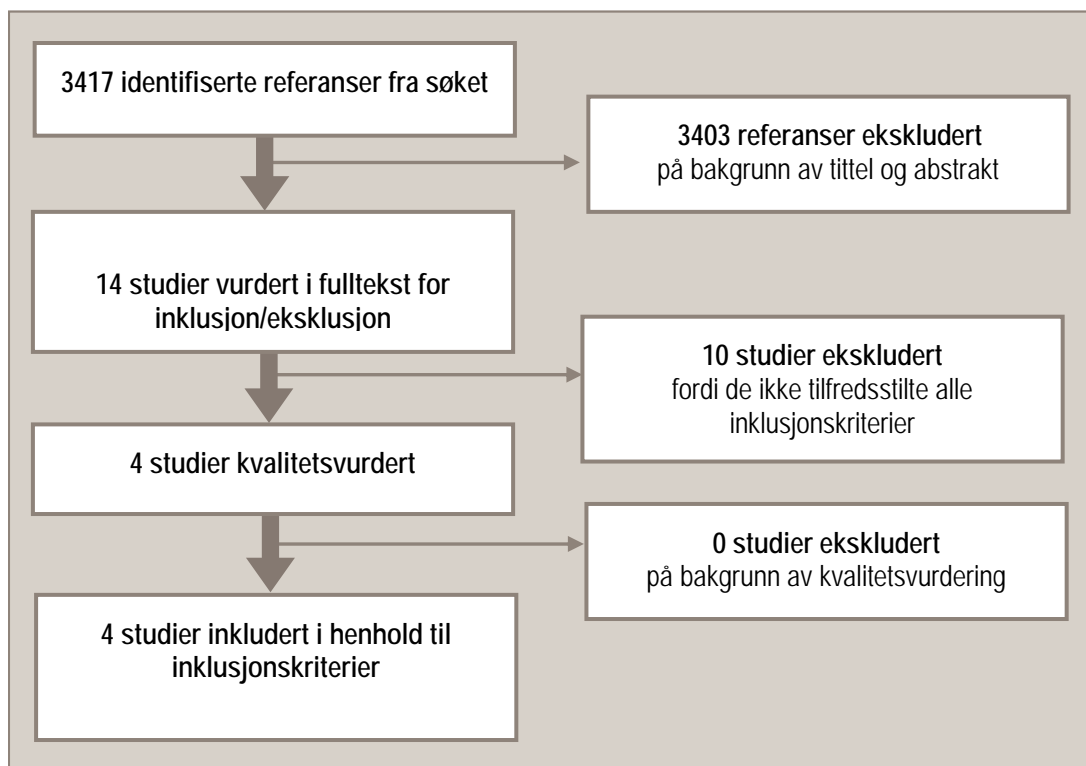 3417 identifiserte referanser fra søket
3403 referanser ekskludert
på bakgrunn av tittel og abstrakt
14 studier vurdert i fulltekst for
inklusjon/eksklusjon
10 studier ekskludert
fordi de ikke tilfredsstilte alle
inklusjonskriterier
4 studier kvalitetsvurdert
0 studier ekskludert
på bakgrunn av kvalitetsvurdering
4 studier inkludert i henhold til
inklusjonskriterier